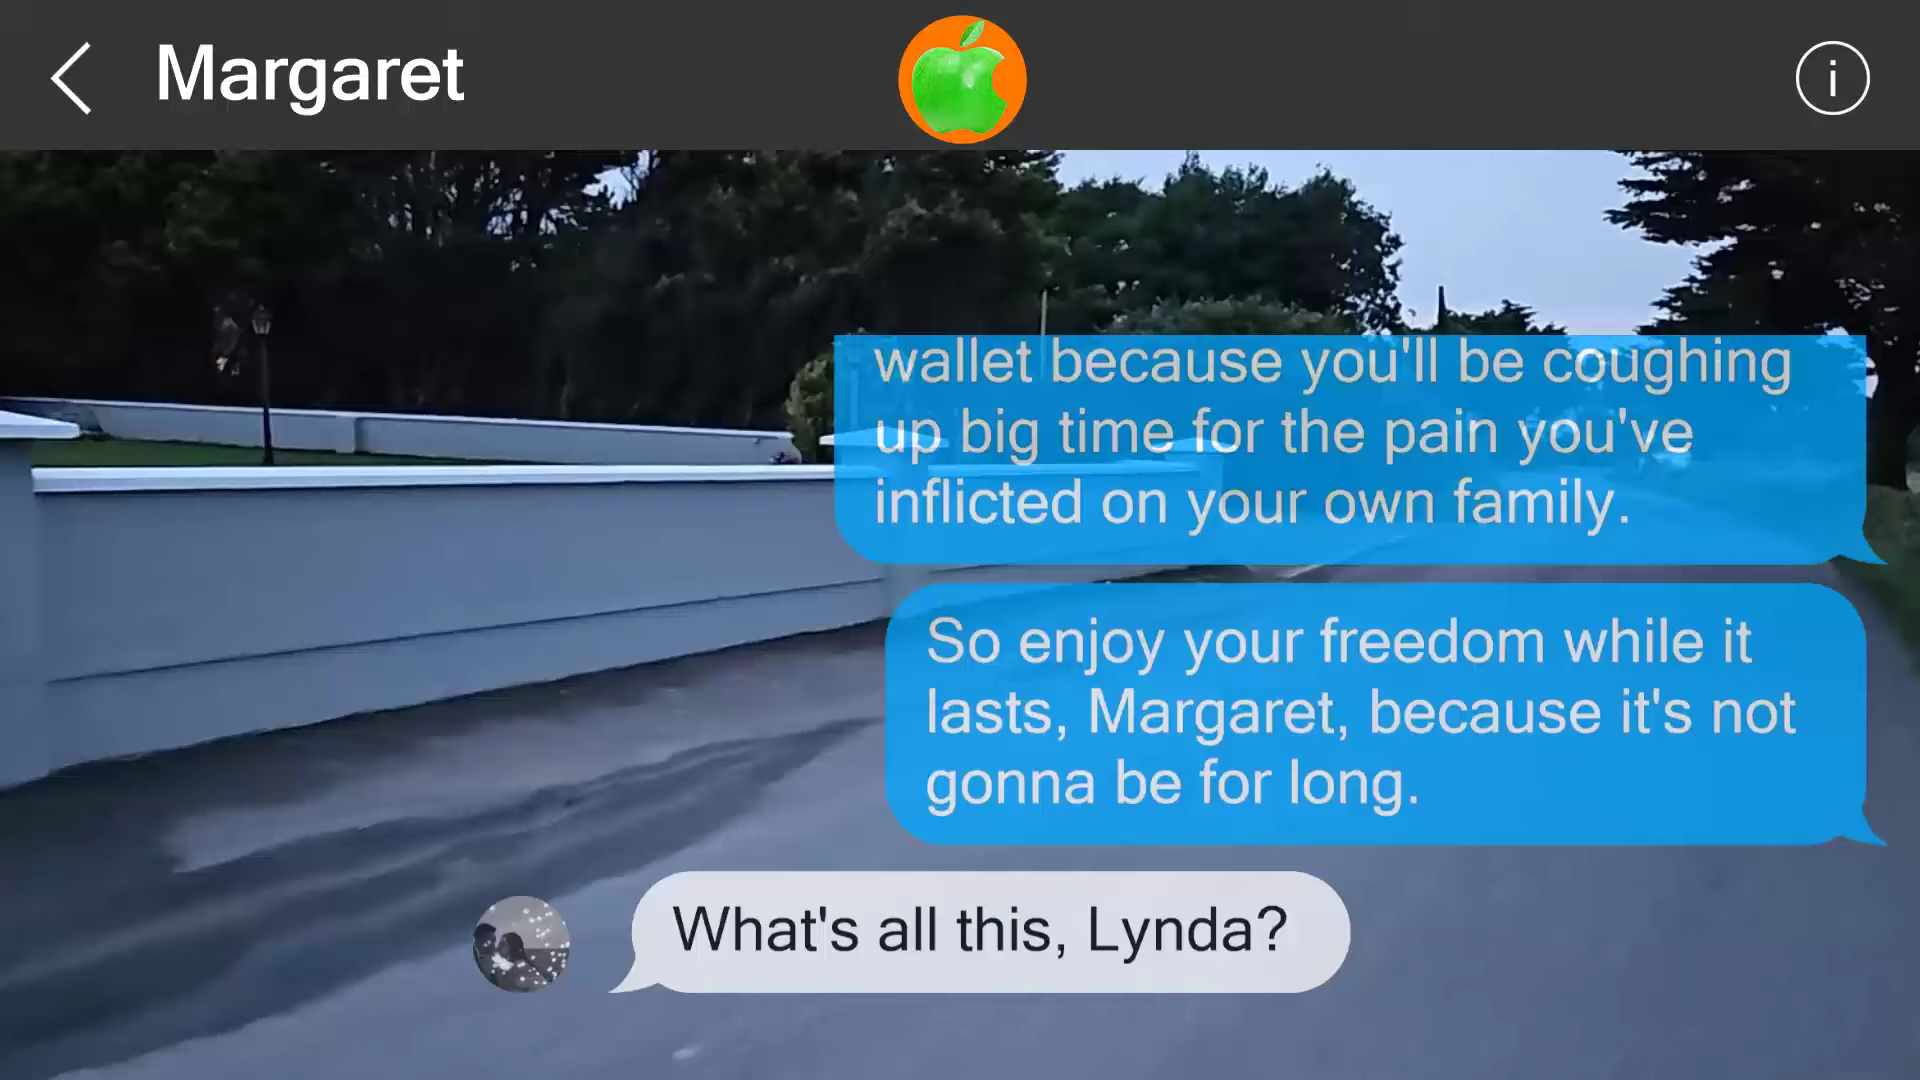 Margaret
i
wallet because you'll be coughing
up big time for the pain you've
inflicted on your own family.
So enjoy your freedom while it
lasts, Margaret, because it's not
gonna be for long.
What's all this, Lynda?